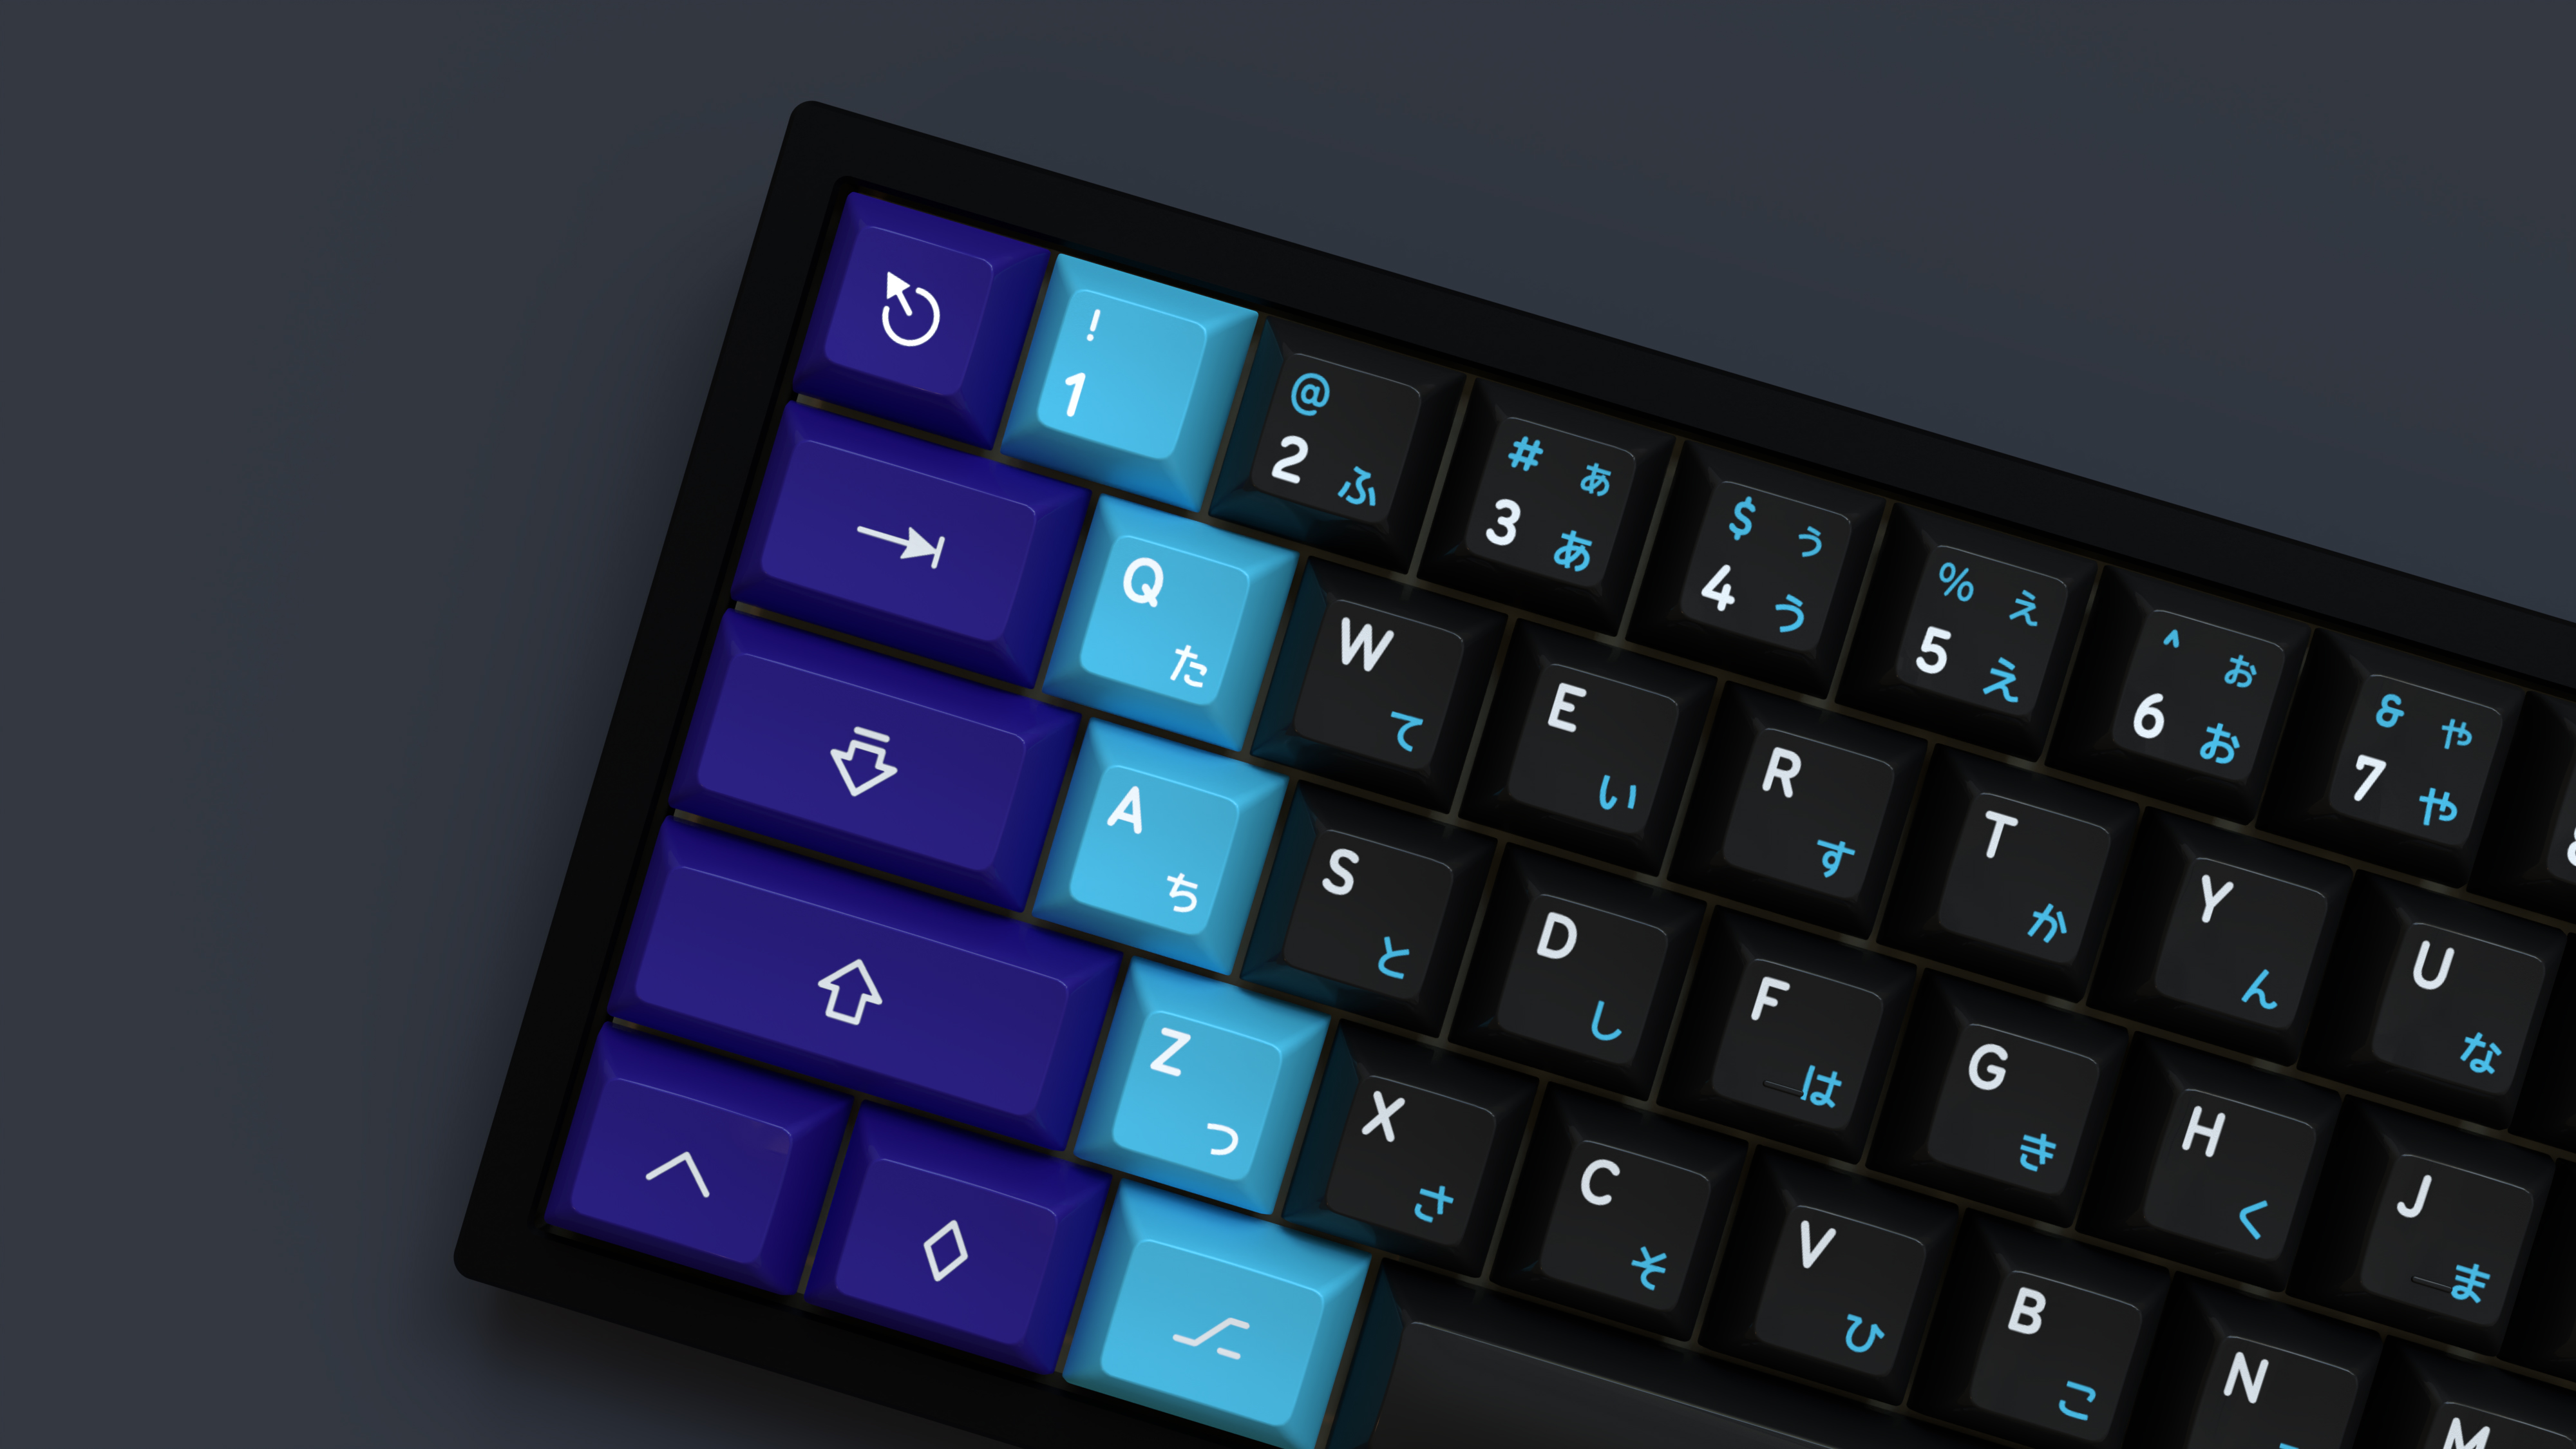 ! 1
@ 2 ふ
# ぁ 3 あ
$ ぅ 4 う
% ぇ 5 え
^ ぉ 6 お
& ゃ 7 や
Q た
W て
E い
R す
T か
Y ん
U な
A ち
S と
D し
F は
G き
H く
J ま
Z つ
X さ
C そ
V ひ
B こ
N
M